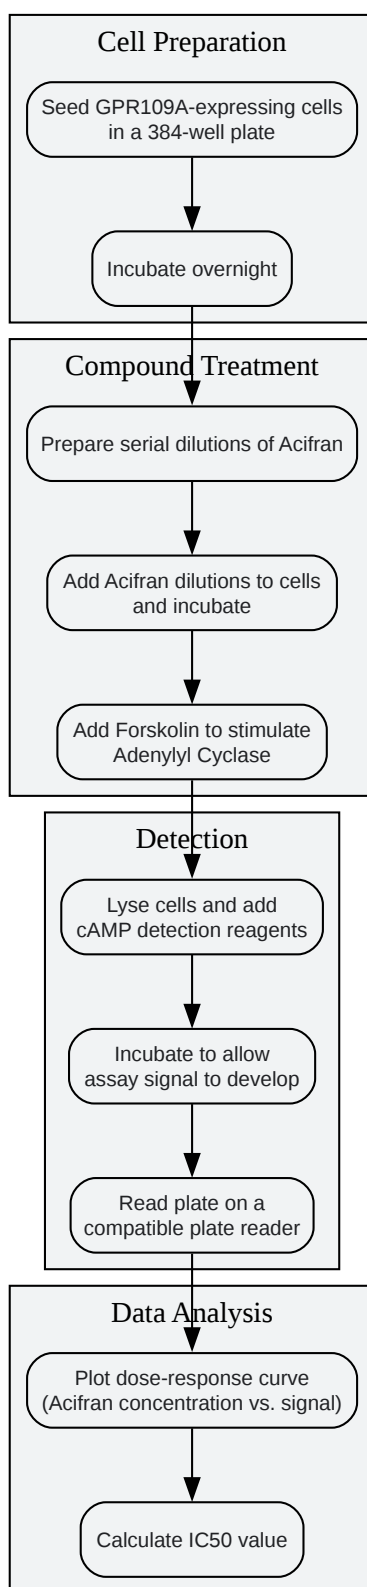 Cell Preparation
Seed GPR109A-expressing cells
in a 384-well plate
Incubate overnight
Compound Treatment
Prepare serial dilutions of Acifran
Add Acifran dilutions to cells
and incubate
Add Forskolin to stimulate
Adenylyl Cyclase
Detection
Lyse cells and add
cAMP detection reagents
Incubate to allow
assay signal to develop
Read plate on a
compatible plate reader
Data Analysis
Plot dose-response curve
(Acifran concentration vs. signal)
Calculate IC50 value